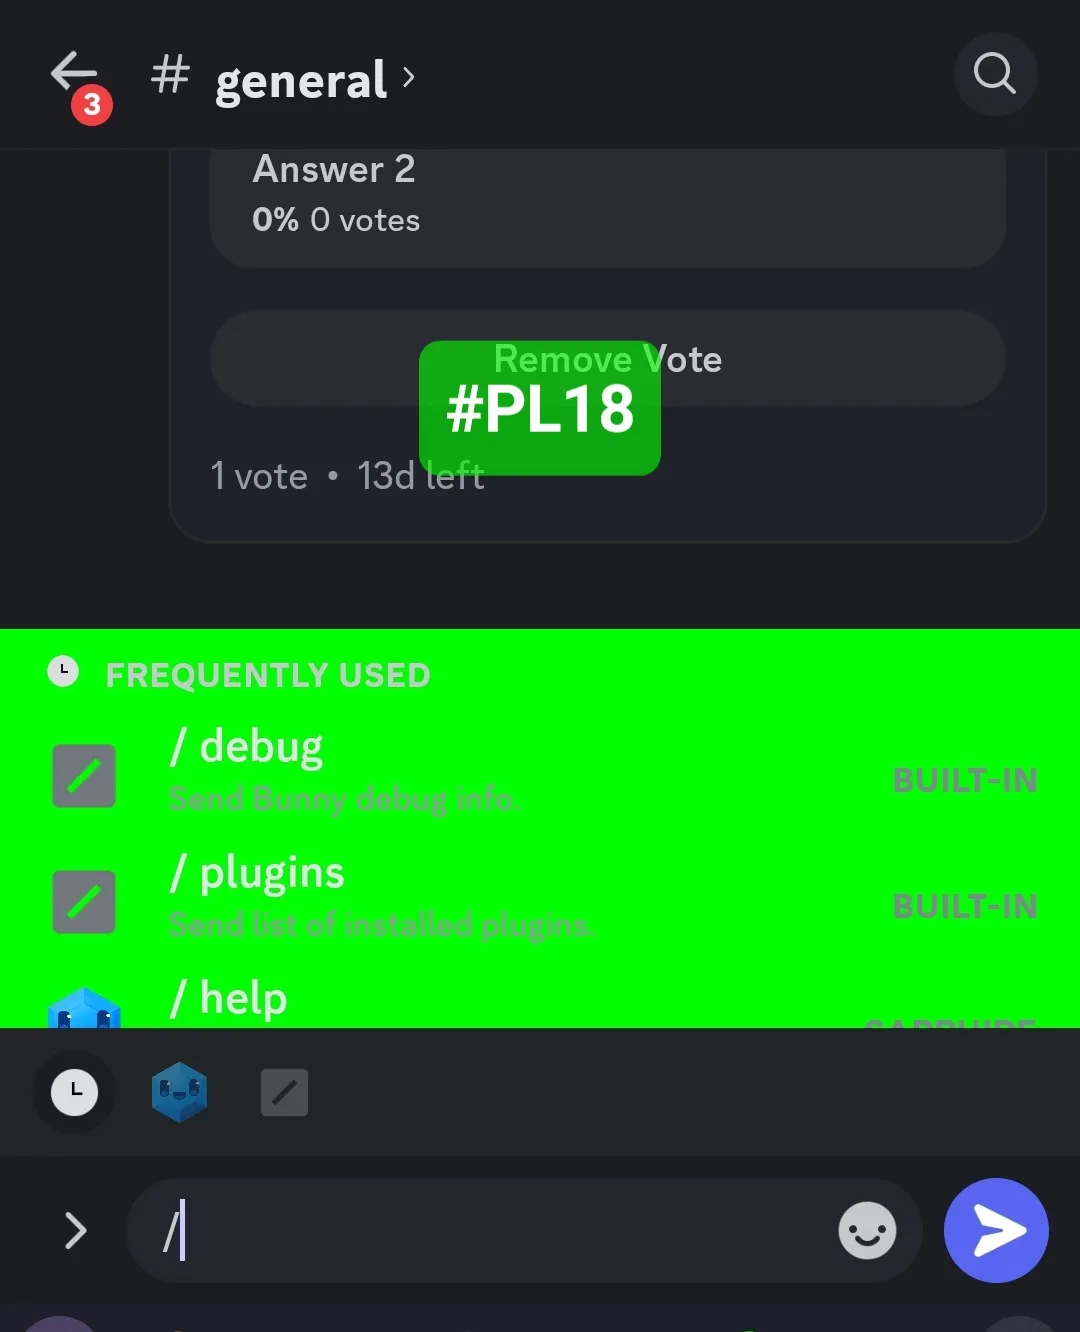 3
# general
Answer 2
0% 0 votes
Remove Vote
#PL18
1 vote • 13d left
FREQUENTLY USED
/ debug
Send Bunny debug info.
BUILT-IN
/ plugins
Send list of installed plugins.
BUILT-IN
/ help
SAPPHIRE
/